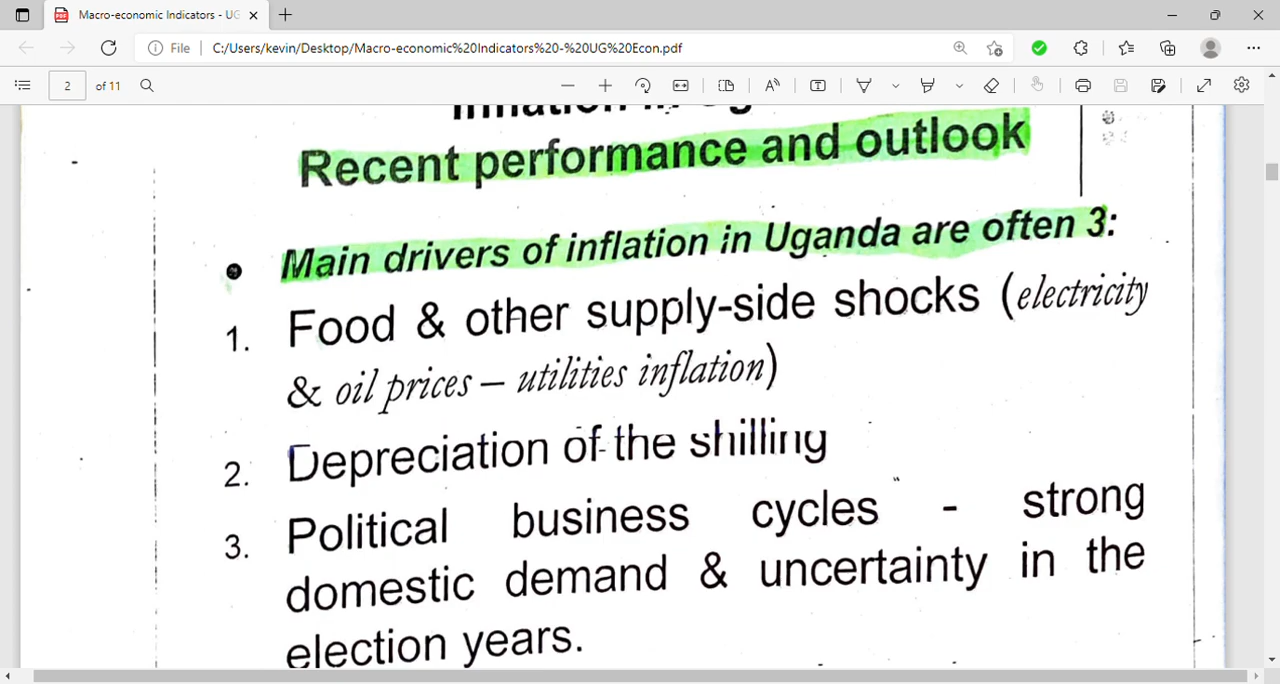 Macro-economic Indicators - UG
File C:/Users/kevin/Desktop/Macro-economic%20Indicators%20-%20UG%20Econ.pdf
2 of 11
Recent performance and outlook
• Main drivers of inflation in Uganda are often 3:
1. Food & other supply-side shocks (electricity
& oil prices – utilities inflation)
2. Depreciation of the shilling
3. Political business cycles - strong
domestic demand & uncertainty in the
election years.